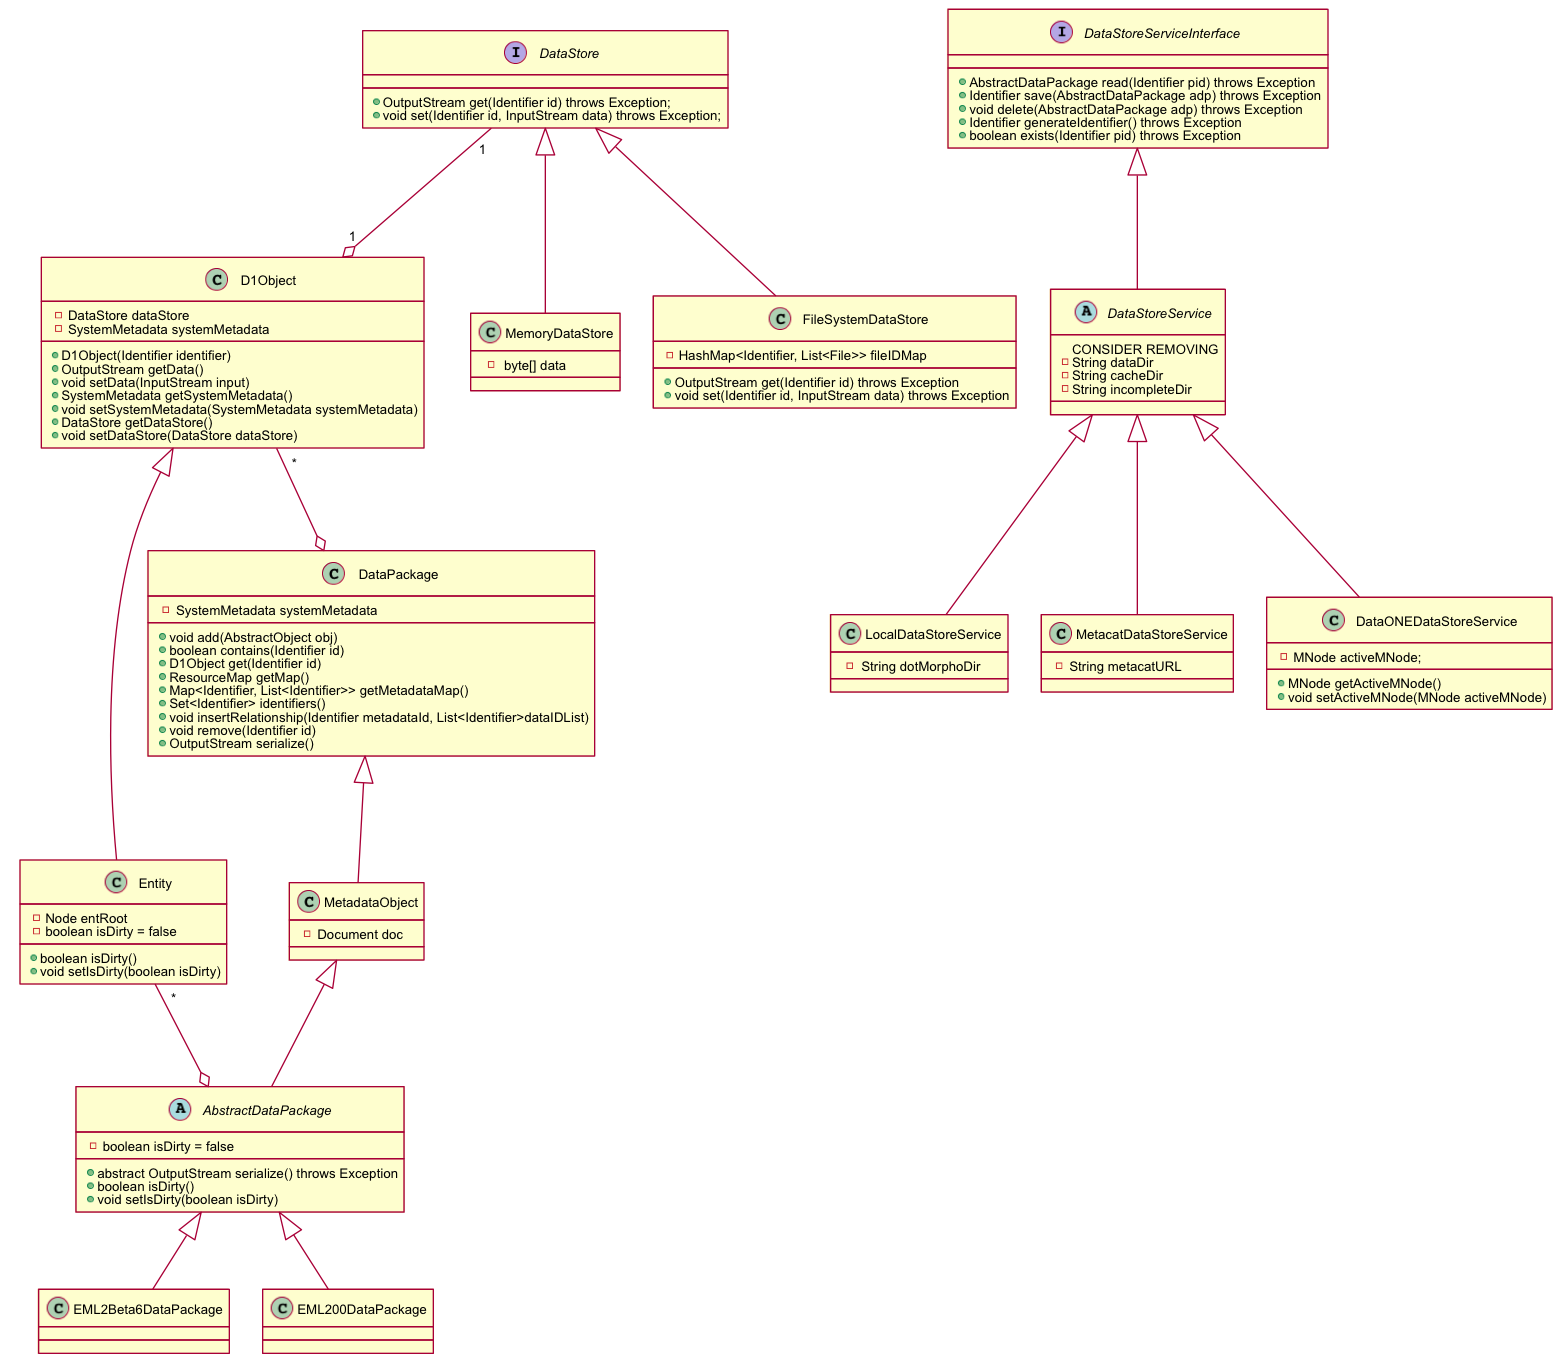 I DataStore
OutputStream get(Identifier id) throws Exception;
void set(Identifier id, InputStream data) throws Exception;
I DataStoreServiceInterface
AbstractDataPackage read(Identifier pid) throws Exception
Identifier save(AbstractDataPackage adp) throws Exception
void delete(AbstractDataPackage adp) throws Exception
Identifier generateIdentifier() throws Exception
boolean exists(Identifier pid) throws Exception
1
1
C D1Object
DataStore dataStore
SystemMetadata systemMetadata
D1Object(Identifier identifier)
OutputStream getData()
void setData(InputStream input)
SystemMetadata getSystemMetadata()
void setSystemMetadata(SystemMetadata systemMetadata)
DataStore getDataStore()
void setDataStore(DataStore dataStore)
C MemoryDataStore
byte[] data
C FileSystemDataStore
HashMap<Identifier, List<File>> fileIDMap
OutputStream get(Identifier id) throws Exception
void set(Identifier id, InputStream data) throws Exception
A DataStoreService
CONSIDER REMOVING
String dataDir
String cacheDir
String incompleteDir
*
C DataPackage
SystemMetadata systemMetadata
void add(AbstractObject obj)
boolean contains(Identifier id)
D1Object get(Identifier id)
ResourceMap getMap()
Map<Identifier, List<Identifier>> getMetadataMap()
Set<Identifier> identifiers()
void insertRelationship(Identifier metadataId, List<Identifier>dataIDList)
void remove(Identifier id)
OutputStream serialize()
C LocalDataStoreService
String dotMorphoDir
C MetacatDataStoreService
String metacatURL
C DataONEDataStoreService
MNode activeMNode;
MNode getActiveMNode()
void setActiveMNode(MNode activeMNode)
C Entity
Node entRoot
boolean isDirty = false
boolean isDirty()
void setIsDirty(boolean isDirty)
C MetadataObject
Document doc
*
A AbstractDataPackage
boolean isDirty = false
abstract OutputStream serialize() throws Exception
boolean isDirty()
void setIsDirty(boolean isDirty)
C EML2Beta6DataPackage
C EML200DataPackage